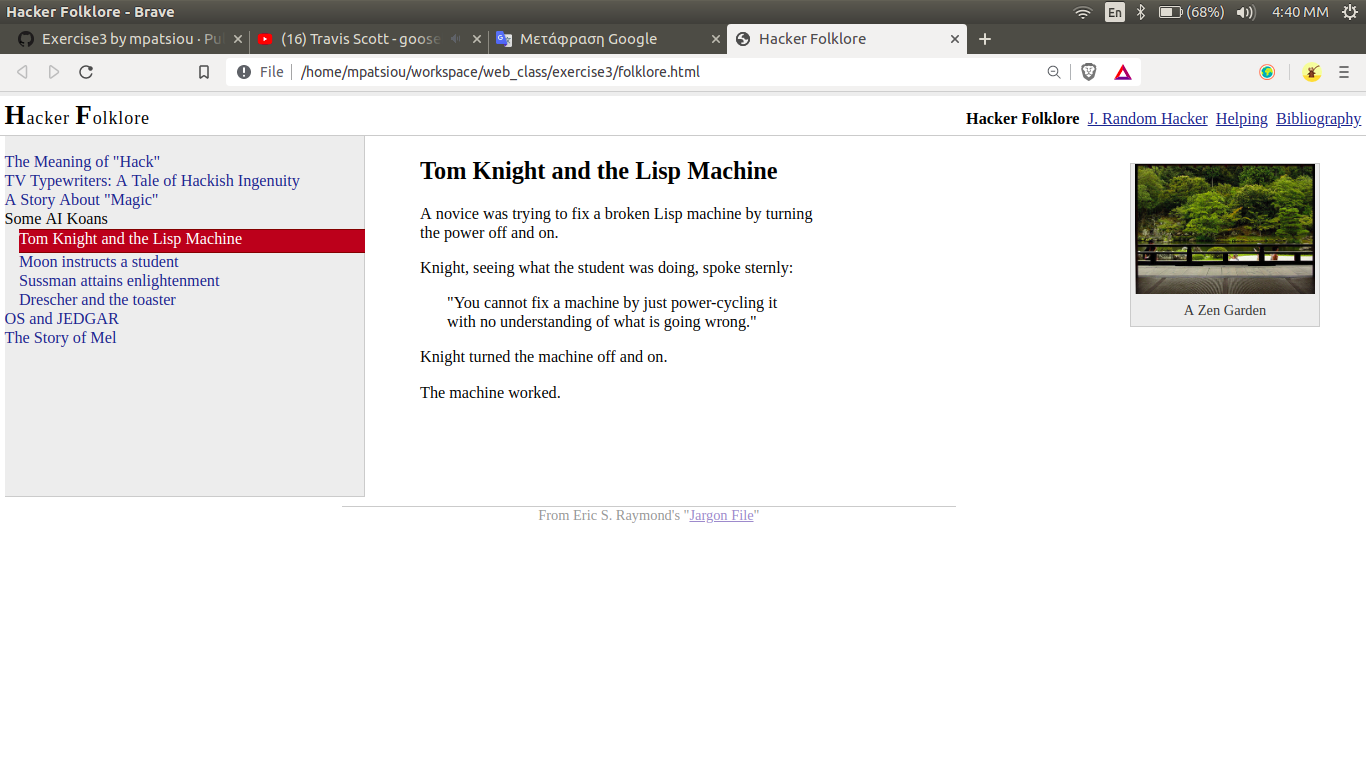 Hacker Folklore - Brave
En
(68%)
4:40 MM
Exercise3 by mpatsiou · Pu
(16) Travis Scott - goose
Μετάφραση Google
Hacker Folklore
File
/home/mpatsiou/workspace/web_class/exercise3/folklore.html
Hacker Folklore
Hacker Folklore J. Random Hacker Helping Bibliography
The Meaning of "Hack"
TV Typewriters: A Tale of Hackish Ingenuity
A Story About "Magic"
Some AI Koans
Tom Knight and the Lisp Machine
Moon instructs a student
Sussman attains enlightenment
Drescher and the toaster
OS and JEDGAR
The Story of Mel
Tom Knight and the Lisp Machine
A novice was trying to fix a broken Lisp machine by turning
the power off and on.
Knight, seeing what the student was doing, spoke sternly:
"You cannot fix a machine by just power-cycling it
with no understanding of what is going wrong."
Knight turned the machine off and on.
The machine worked.
A Zen Garden
From Eric S. Raymond's "Jargon File"